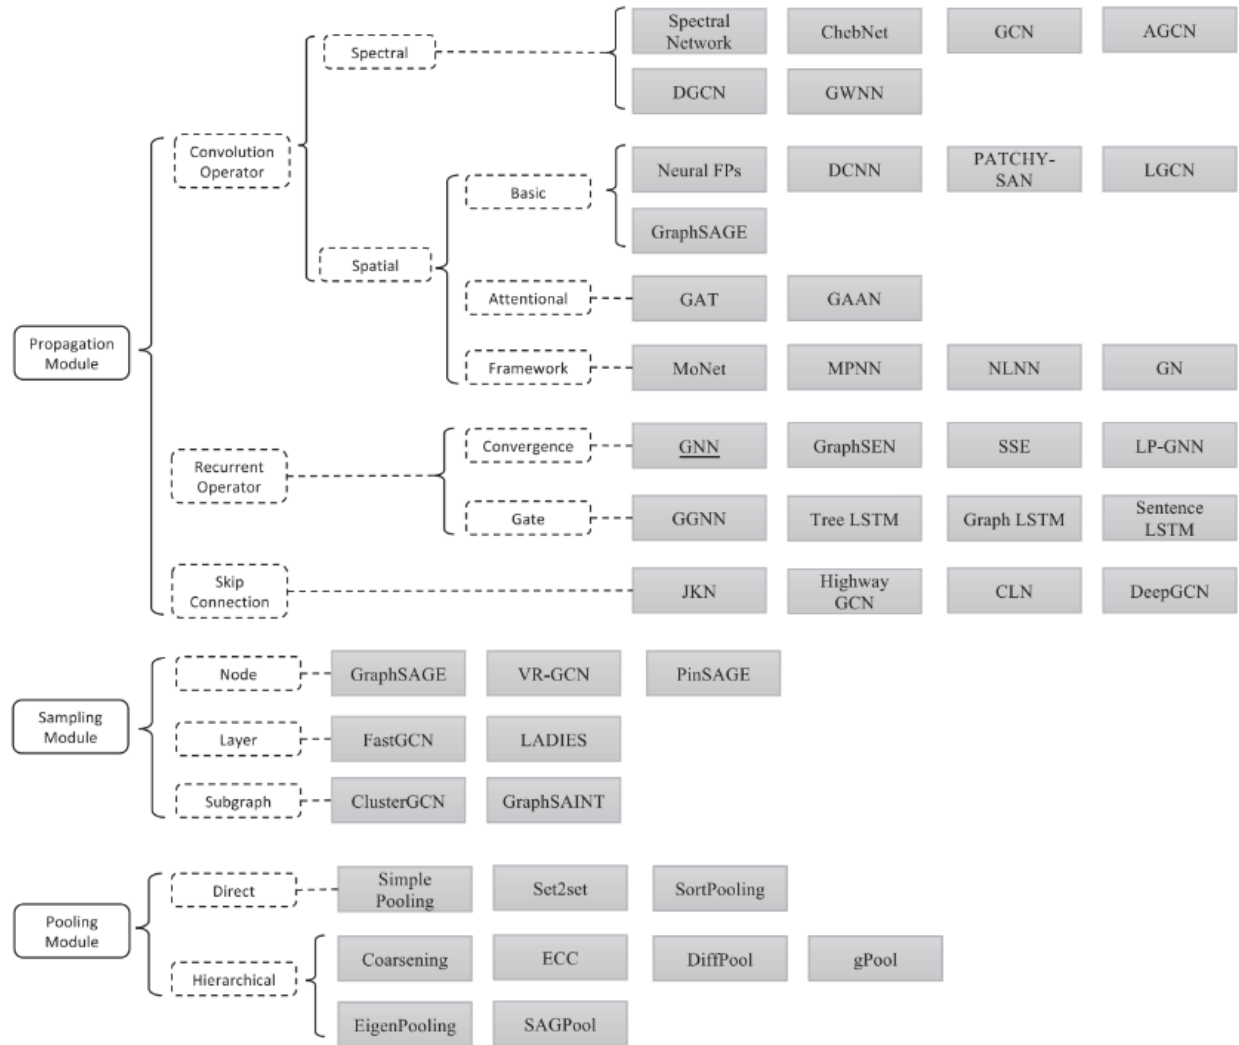 Spectral
Network
ChebNet
GCN
AGCN
Spectral
DGCN
GWNN
Convolution
Operator
Neural FPs
DCNN
PATCHY-
SAN
LGCN
Basic
GraphSAGE
Spatial
Attentional
GAT
GAAN
Propagation
Module
Framework
MoNet
MPNN
NLNN
GN
Convergence
GNN
GraphSEN
SSE
LP-GNN
Recurrent
Operator
Gate
GGNN
Tree LSTM
Graph LSTM
Sentence
LSTM
Skip
Connection
JKN
Highway
GCN
CLN
DeepGCN
Node
GraphSAGE
VR-GCN
PinSAGE
Sampling
Module
Layer
FastGCN
LADIES
Subgraph
ClusterGCN
GraphSAINT
Direct
Simple
Pooling
Set2set
SortPooling
Pooling
Module
Hierarchical
Coarsening
ECC
DiffPool
gPool
EigenPooling
SAGPool